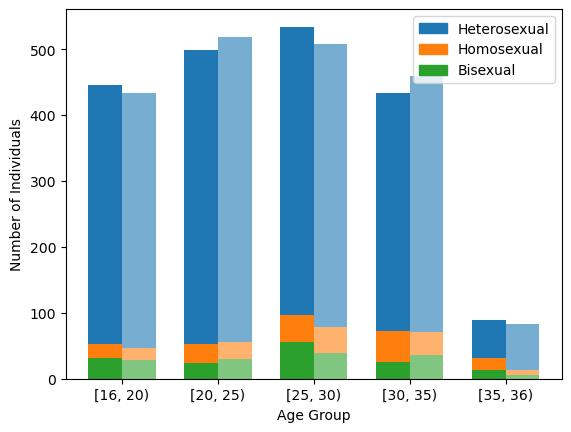 Heterosexual
Homosexual
Bisexual
Number of Individuals
500
400
300
200
100
0
[16, 20)
[20, 25)
[25, 30)
[30, 35)
[35, 36)
Age Group